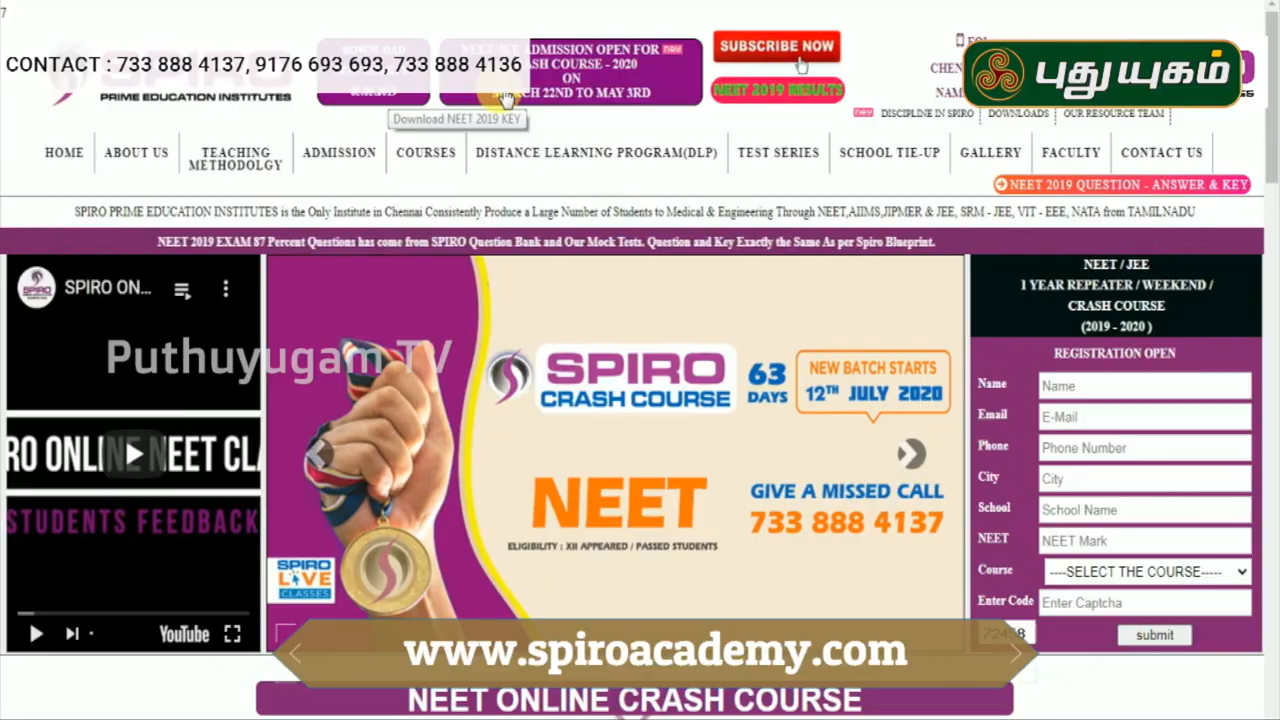 7
CONTACT : 733 888 4137, 9176 693 693, 733 888 4136
PRIME EDUCATION INSTITUTES
ADMISSION OPEN FOR new
CRASH COURSE - 2020
ON
MARCH 22ND TO MAY 3RD
Download NEET 2019 KEY
SUBSCRIBE NOW
NEET 2019 RESULTS
புதுயுகம்
new DISCIPLINE IN SPIRO
DOWNLOADS
OUR RESOURCE TEAM
HOME
ABOUT US
TEACHING
METHODOLGY
ADMISSION
COURSES
DISTANCE LEARNING PROGRAM(DLP)
TEST SERIES
SCHOOL TIE-UP
GALLERY
FACULTY
CONTACT US
NEET 2019 QUESTION - ANSWER & KEY
SPIRO PRIME EDUCATION INSTITUTES is the Only Institute in Chennai Consistently Produce a Large Number of Students to Medical & Engineering Through NEET,AIIMS,JIPMER & JEE, SRM - JEE, VIT - EEE, NATA from TAMILNADU
NEET 2019 EXAM 87 Percent Questions has come from SPIRO Question Bank and Our Mock Tests. Question and Key Exactly the Same As per Spiro Blueprint.
SPIRO ON...
Puthuyugam TV
RO ONLINE NEET CLA
STUDENTS FEEDBACK
YouTube
SPIRO
CRASH COURSE
63
DAYS
NEW BATCH STARTS
12TH JULY 2020
NEET
ELIGIBILITY : XII APPEARED / PASSED STUDENTS
GIVE A MISSED CALL
733 888 4137
SPIRO
LIVE
CLASSES
NEET / JEE
1 YEAR REPEATER / WEEKEND /
CRASH COURSE
(2019 - 2020 )
REGISTRATION OPEN
Name Name
Email E-Mail
Phone Phone Number
City City
School School Name
NEET NEET Mark
Course ----SELECT THE COURSE-----
Enter Code Enter Captcha
submit
www.spiroacademy.com
NEET ONLINE CRASH COURSE